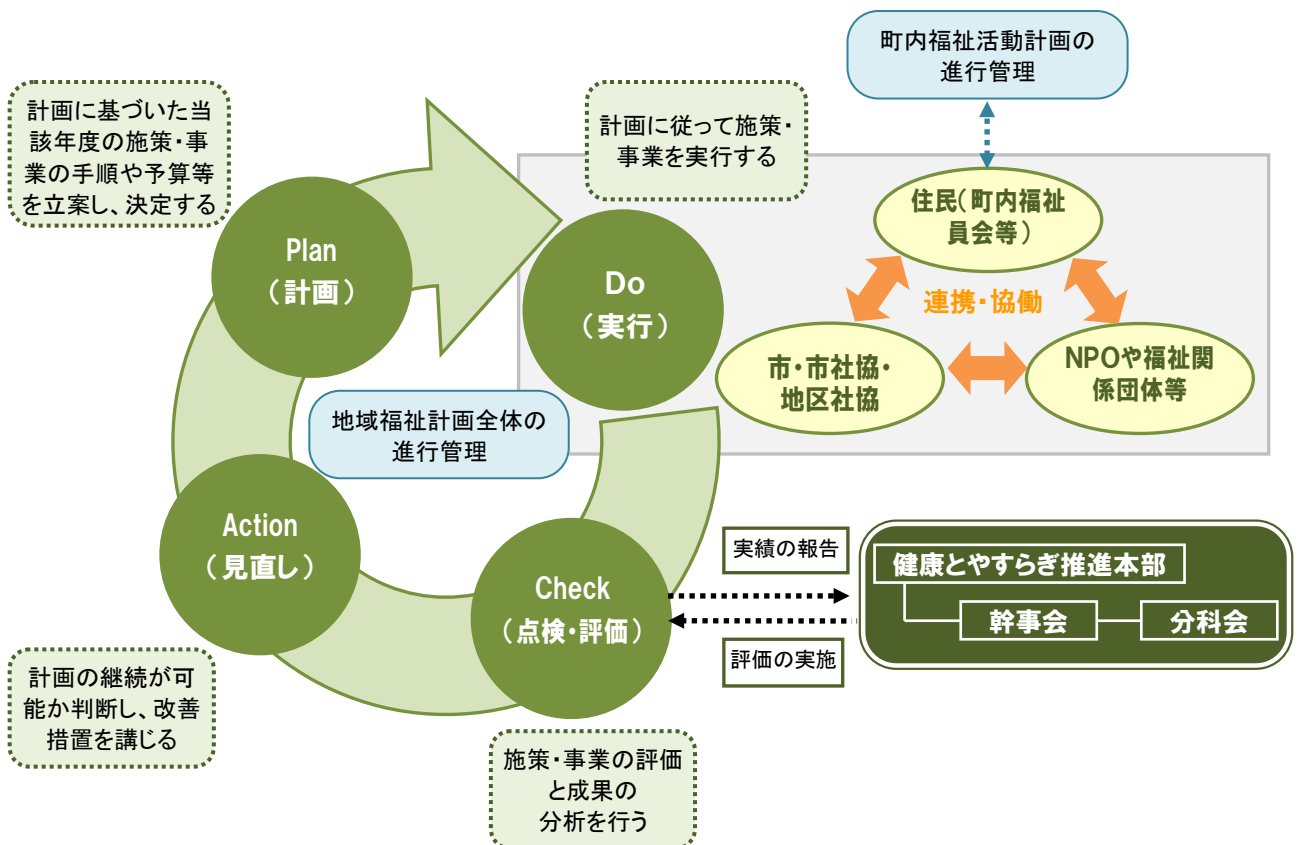 町内福祉活動計画の
進行管理
計画に基づいた当
該年度の施策・事
業の手順や予算等
を立案し、決定する
計画に従って施策・
事業を実行する
Plan
（計画）
Do
（実行）
住民（町内福祉
員会等）
連携・協働
市・市社協・
地区社協
NPOや福祉関
係団体等
地域福祉計画全体の
進行管理
Action
（見直し）
Check
（点検・評価）
実績の報告
評価の実施
健康とやすらぎ推進本部
幹事会
分科会
計画の継続が可
能か判断し、改善
措置を講じる
施策・事業の評価
と成果の
分析を行う